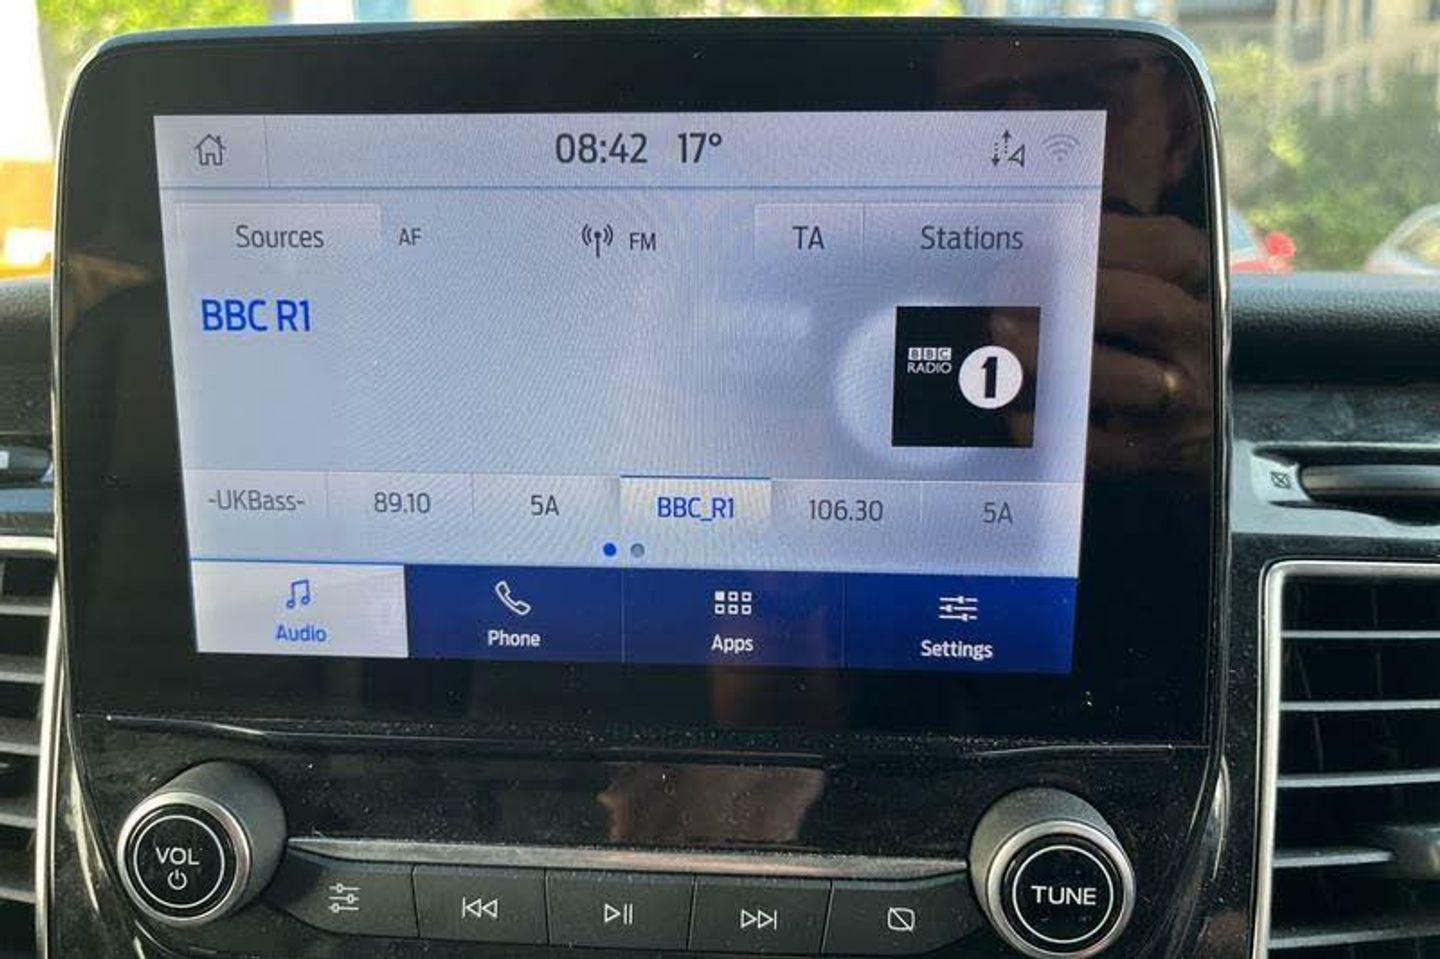 08:42 17°
Sources AF FM TA Stations
BBC R1
BBC
RADIO 1
-UKBass- 89.10 5A BBC_R1 106.30 5A
Audio Phone Apps Settings
VOL
TUNE